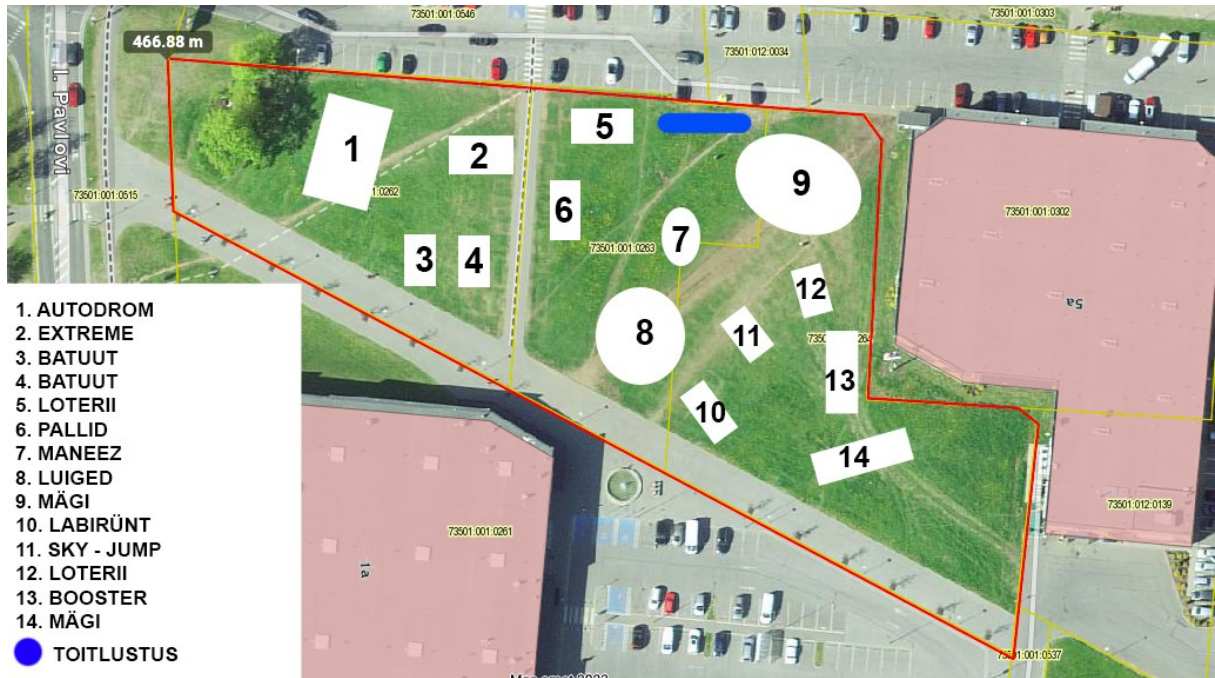 73501:001:0546
73501:001:0303
466.88 m
73501:012:0034
I. Pavlovi
1
2
5
9
73501:001:0515
1:0262
6
73501:001:0302
7
73501:001:0263
3
4
12
5a
8
11
13
10
14
1. AUTODROM
2. EXTREME
3. BATUUT
4. BATUUT
5. LOTERII
6. PALLID
7. MANEEZ
8. LUIGED
9. MÄGI
10. LABIRÜNT
11. SKY - JUMP
12. LOTERII
13. BOOSTER
14. MÄGI
TOITLUSTUS
73501:001:0261
1a
73501:012:0139